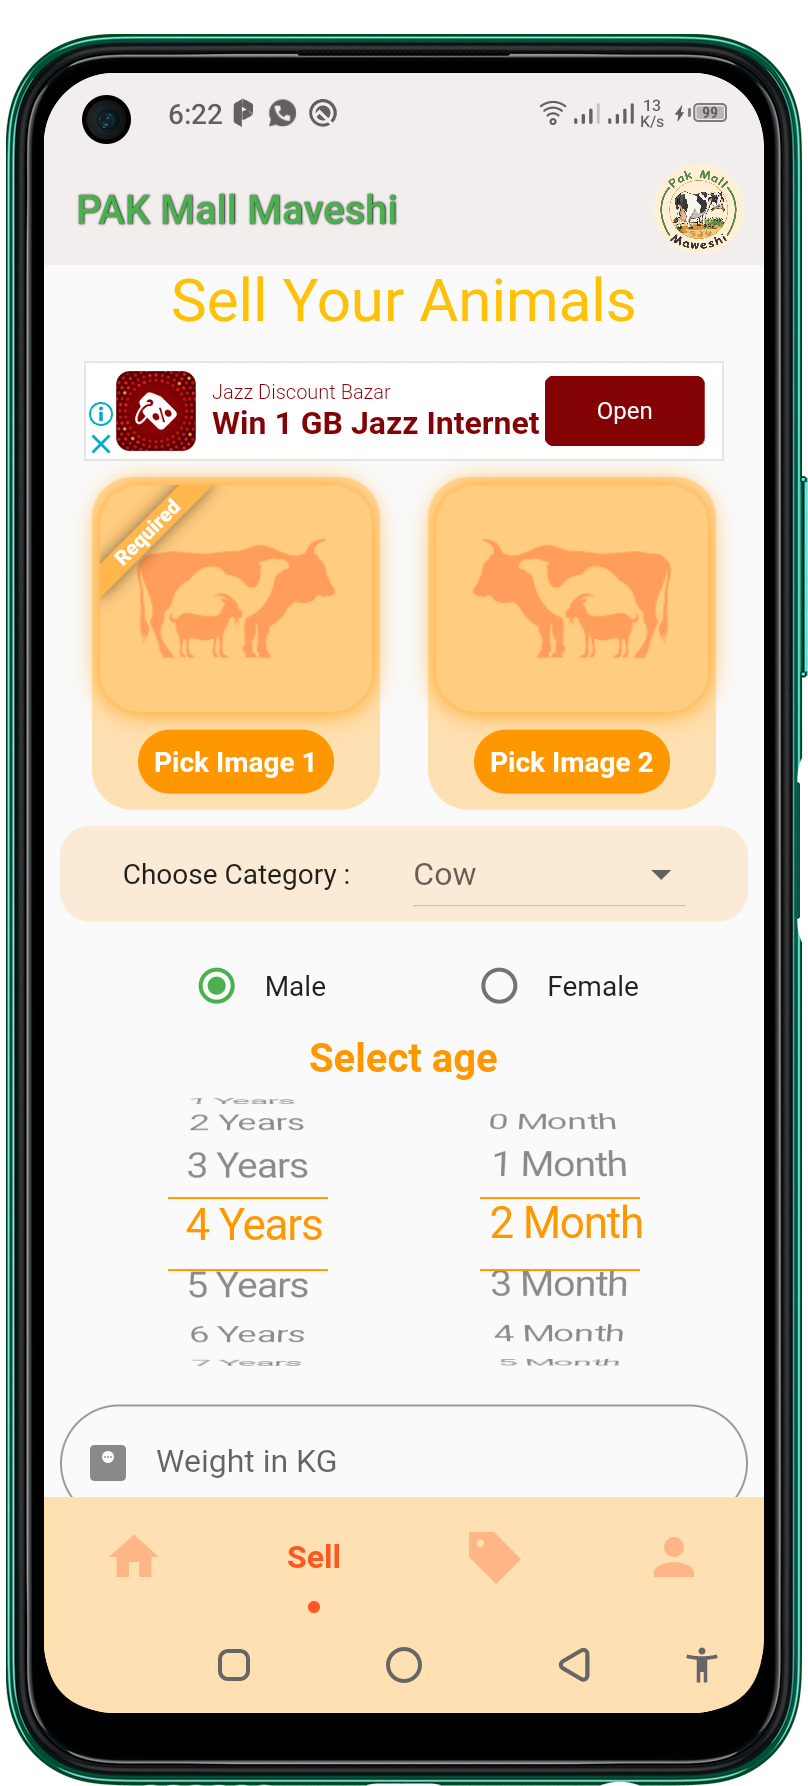 6:22
13
K/s
99
PAK Mall Maveshi
Pak Mall
Maweshi
Sell Your Animals
Jazz Discount Bazar
Win 1 GB Jazz Internet
Open
Required
Pick Image 1
Pick Image 2
Choose Category :
Cow
Male
Female
Select age
1 Years
2 Years
0 Month
3 Years
1 Month
4 Years
2 Month
5 Years
3 Month
6 Years
4 Month
7 Years
5 Month
Weight in KG
Sell